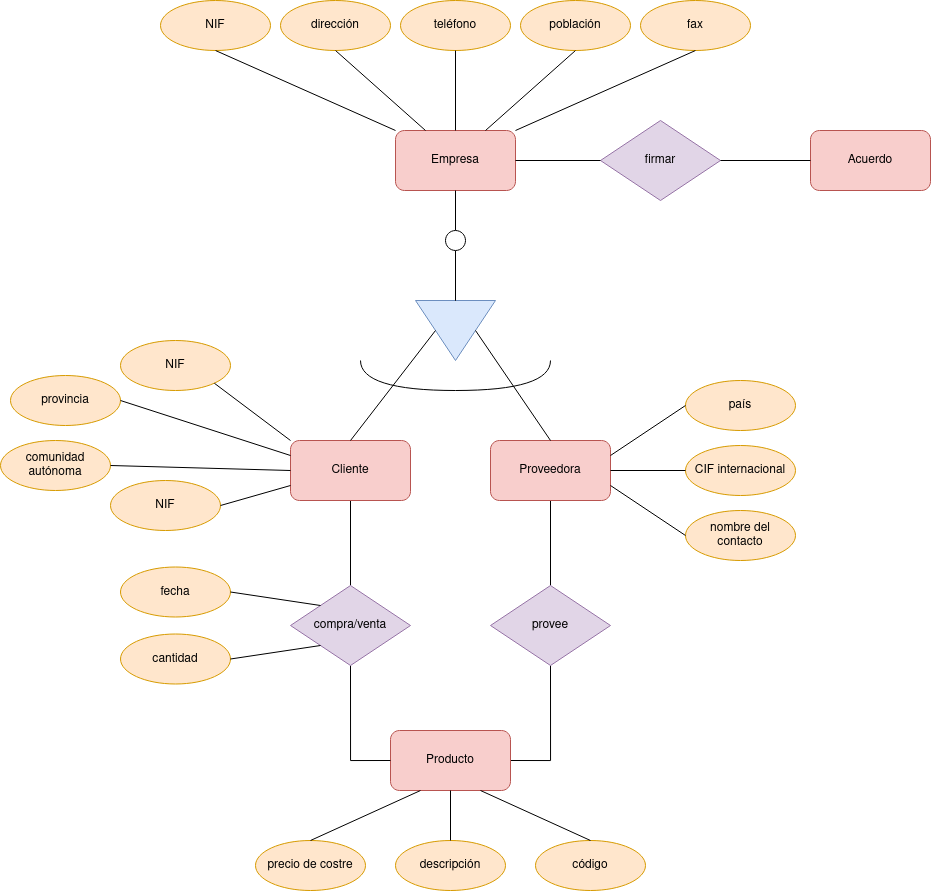 NIF
dirección
teléfono
población
fax
Empresa
firmar
Acuerdo
NIF
provincia
comunidad
autónoma
NIF
Cliente
Proveedora
país
CIF internacional
nombre del
contacto
fecha
cantidad
compra/venta
provee
Producto
precio de costre
descripción
código